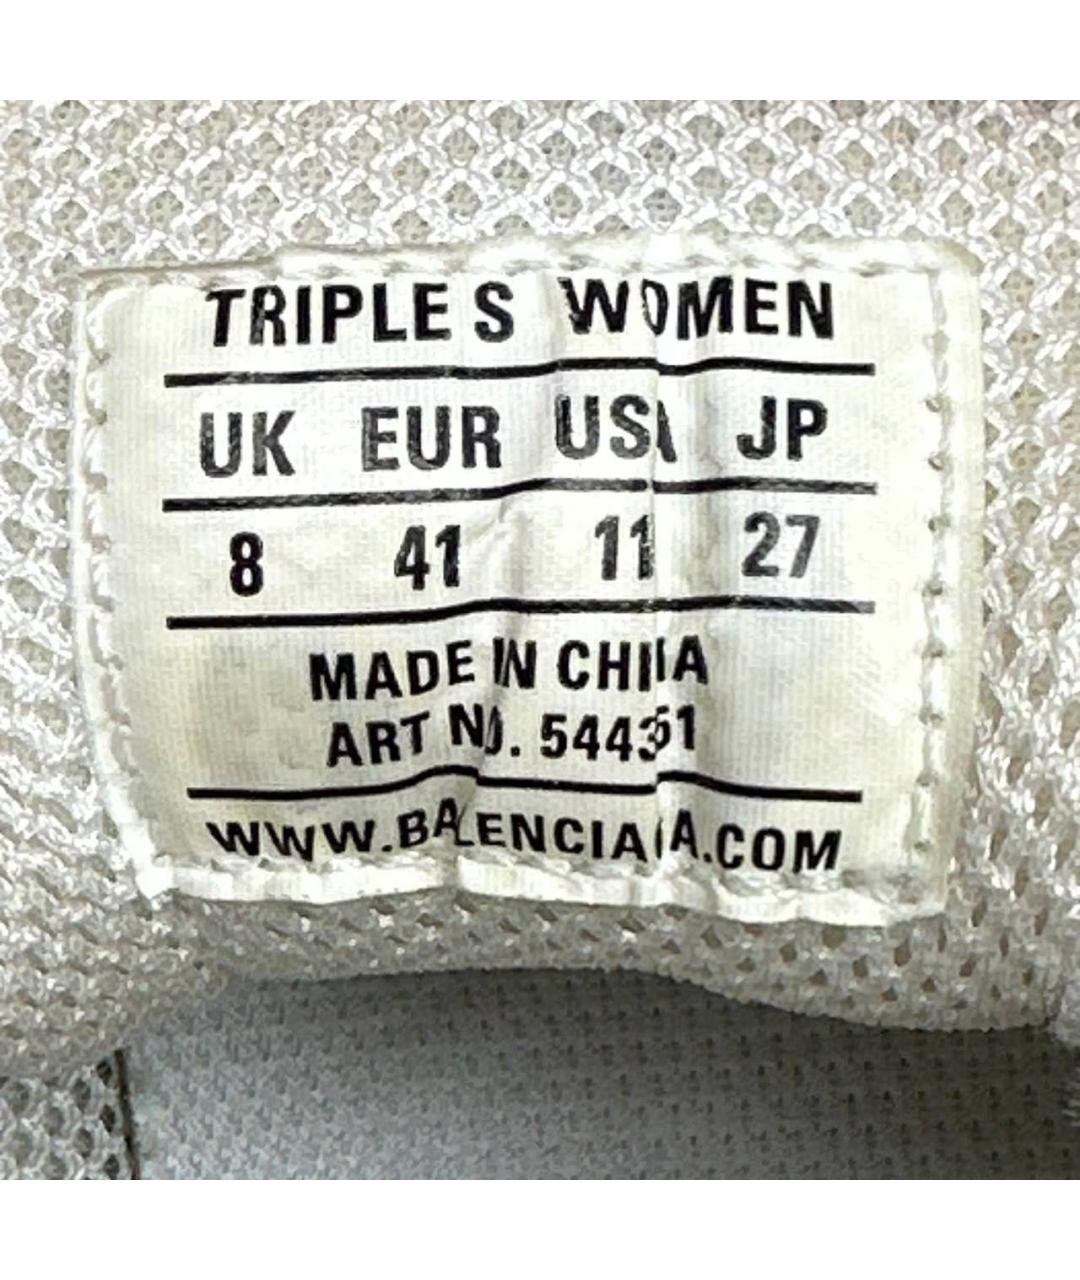 TRIPLE S WOMEN
UK EUR USA JP
8 41 11 27
MADE IN CHINA
ART NO. 544351
WWW.BALENCIAGA.COM